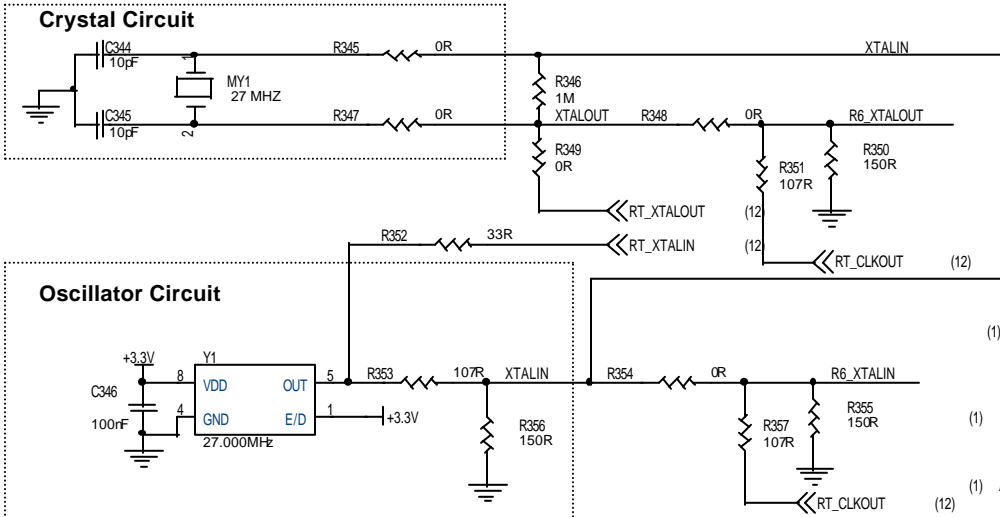 Crystal Circuit
C344
10pF
R345
0R
XTALIN
1
MY1
27 MHZ
R346
1M
C345
10pF
2
R347
0R
XTALOUT
R348
0R
R6_XTALOUT
R349
0R
R351
107R
R350
150R
RT_XTALOUT
(12)
R352
33R
RT_XTALIN
(12)
RT_CLKOUT
(12)
Oscillator Circuit
(1)
+3.3V
Y1
C346
100nF
8
VDD
OUT
5
R353
107R
XTALIN
R354
0R
R6_XTALIN
4
GND
E/D
1
+3.3V
27.000MHz
R356
150R
R357
107R
R355
150R
(1)
(1)
RT_CLKOUT
(12)